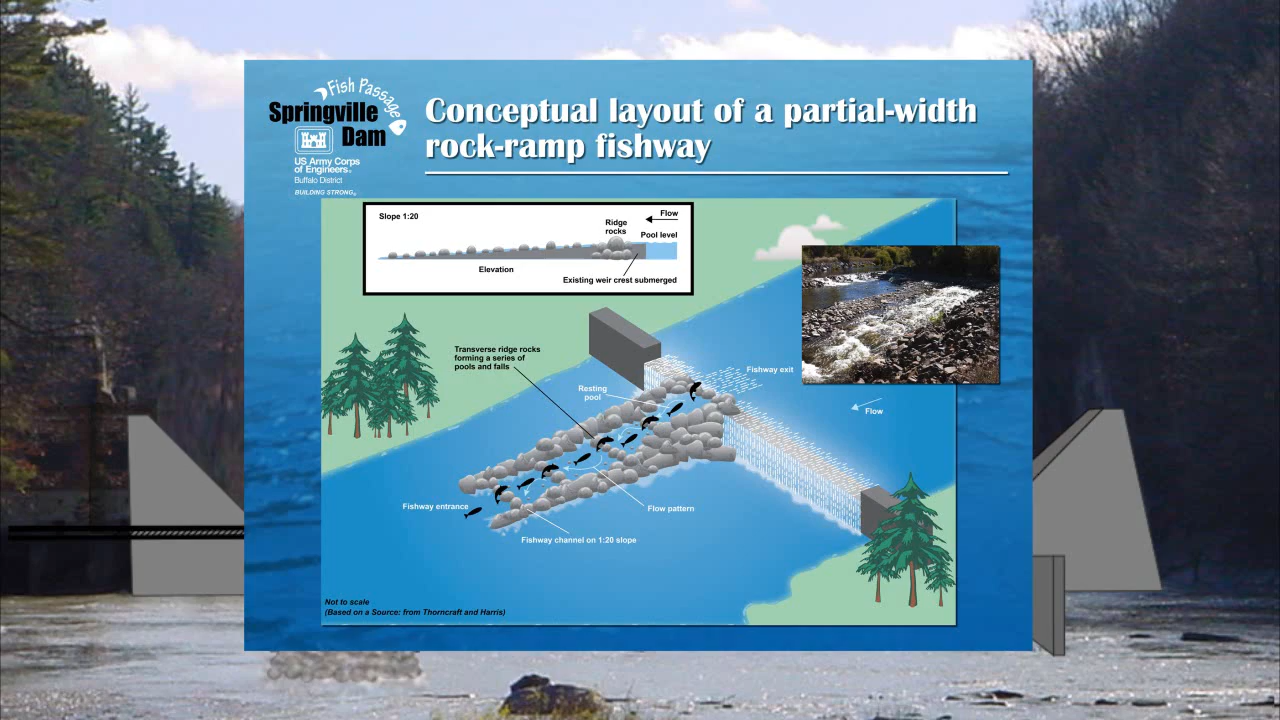 Fish Passage
Springville
Dam
US Army Corps
of Engineers®
Buffalo District
BUILDING STRONG®
Conceptual layout of a partial-width
rock-ramp fishway
Slope 1:20
Flow
Ridge
rocks
Pool level
Elevation
Existing weir crest submerged
Transverse ridge rocks
forming a series of
pools and falls
Fishway exit
Resting
pool
Flow
Fishway entrance
Flow pattern
Fishway channel on 1:20 slope
Not to scale
(Based on a Source: from Thorncraft and Harris)